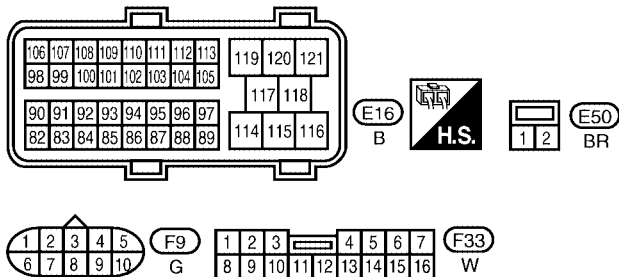 106 107 108 109 110 111 112 113
98 99 100 101 102 103 104 105
119 120 121
117 118
90 91 92 93 94 95 96 97
82 83 84 85 86 87 88 89
114 115 116
E16
B
H.S.
1 2
E50
BR
1 2 3 4 5
6 7 8 9 10
F9
G
1 2 3 4 5 6 7
8 9 10 11 12 13 14 15 16
F33
W